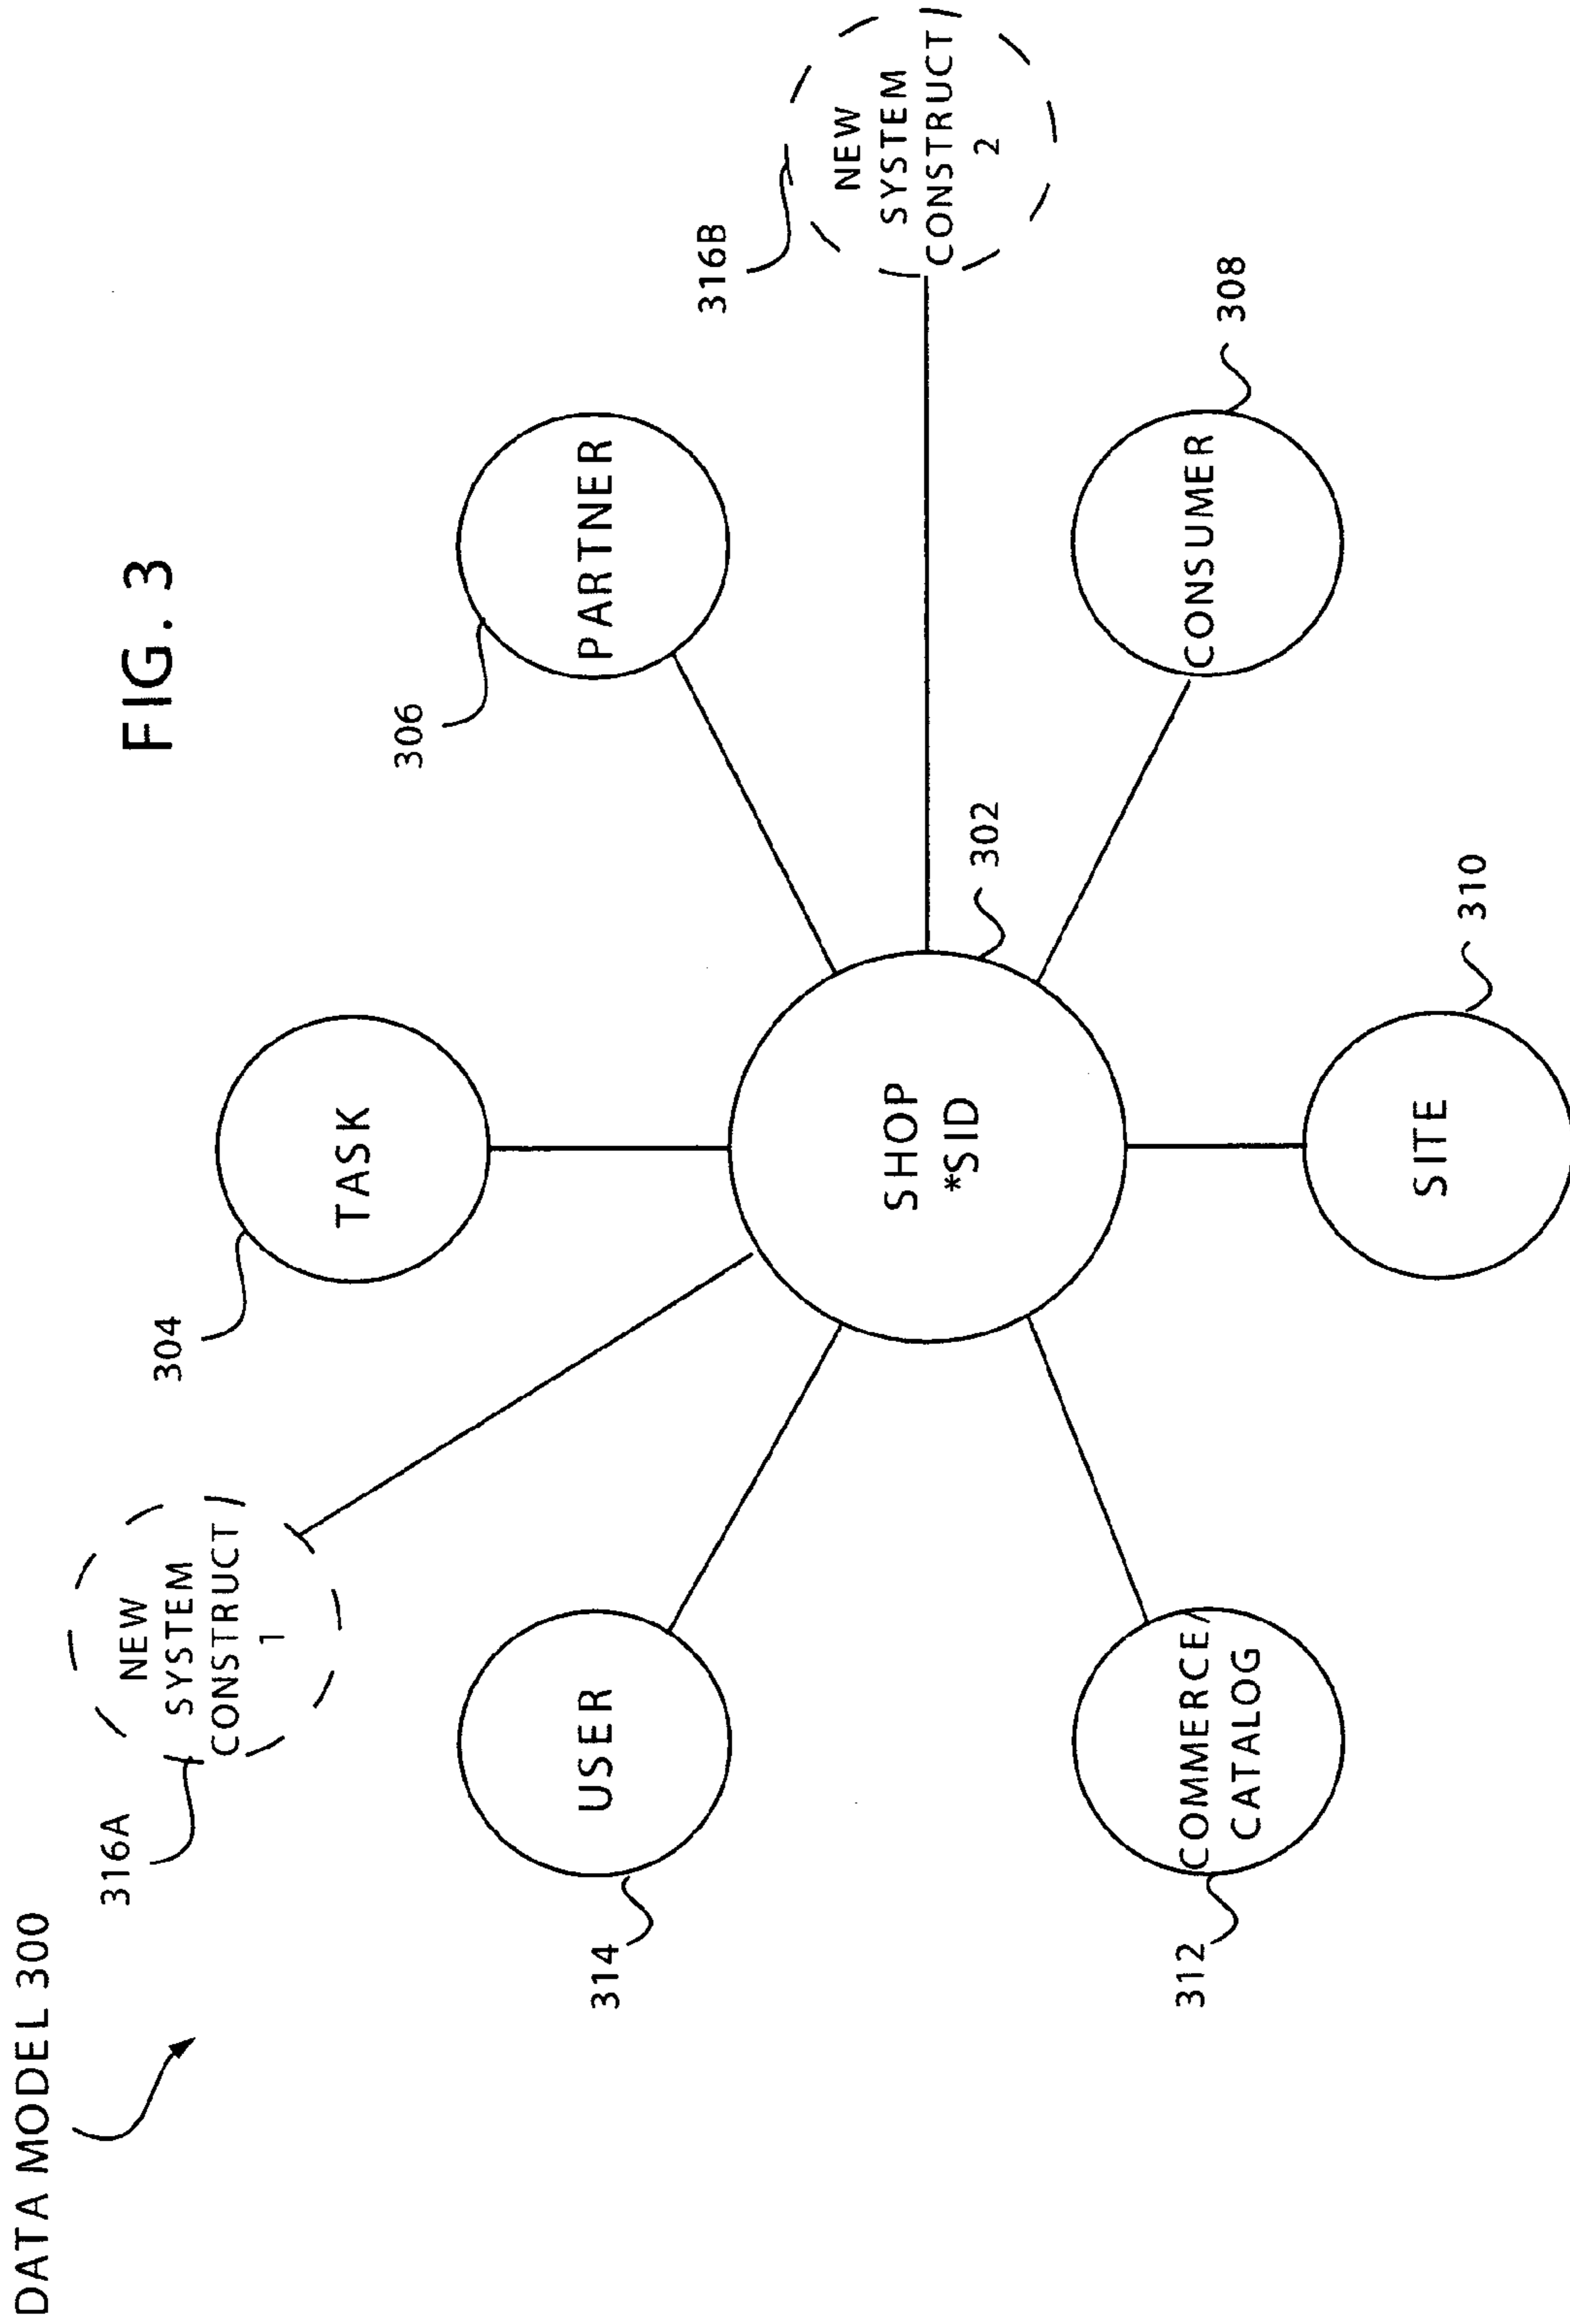 DATA MODEL 300
FIG. 3
316A
NEW
SYSTEM
CONSTRUCT
1
304
TASK
306
PARTNER
316B
NEW
SYSTEM
CONSTRUCT
2
314
USER
SHOP
*SID
302
312
COMMERCE/
CATALOG
SITE
310
CONSUMER
308